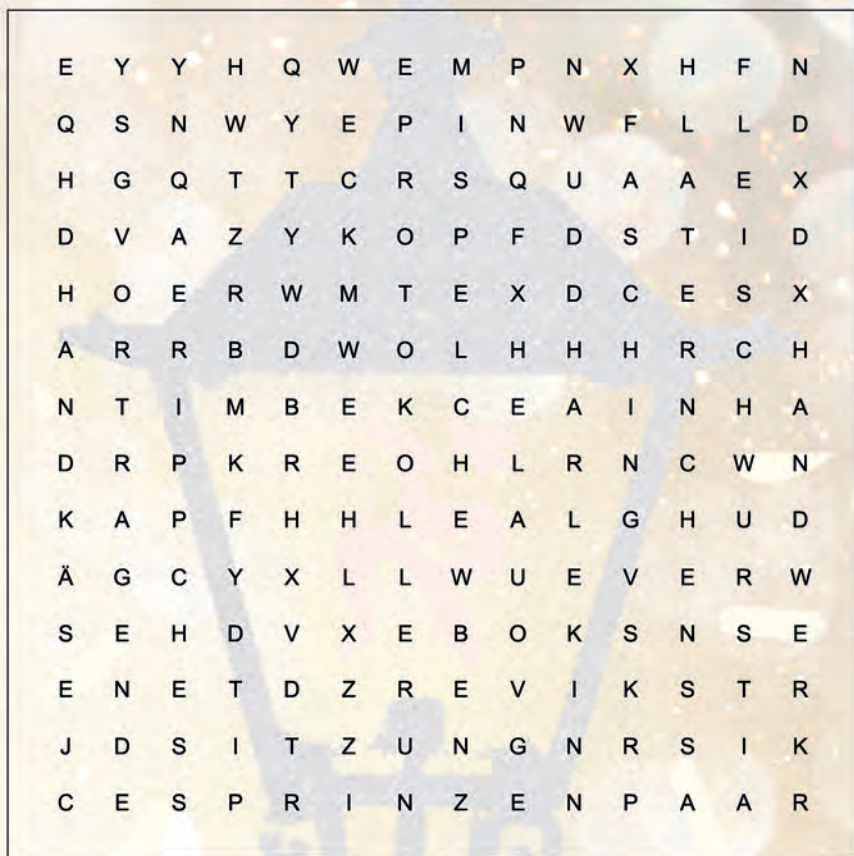 E Y Y H Q W E M P N X H F N
Q S N W Y E P I N W F L L D
H G Q T T C R S Q U A A E X
D V A Z Y K O P F D S T I D
H O E R W M T E X D C E S X
A R R B D W O L H H H R C H
N T I M B E K C E A I N H A
D R P K R E O H L R N C W N
K A P F H H L E A L G H U D
Ä G C Y X L L W U E V E R W
S E H D V X E B O K S N S E
E N E T D Z R E V I K S T R
J D S I T Z U N G N R S I K
C E S P R I N Z E N P A A R